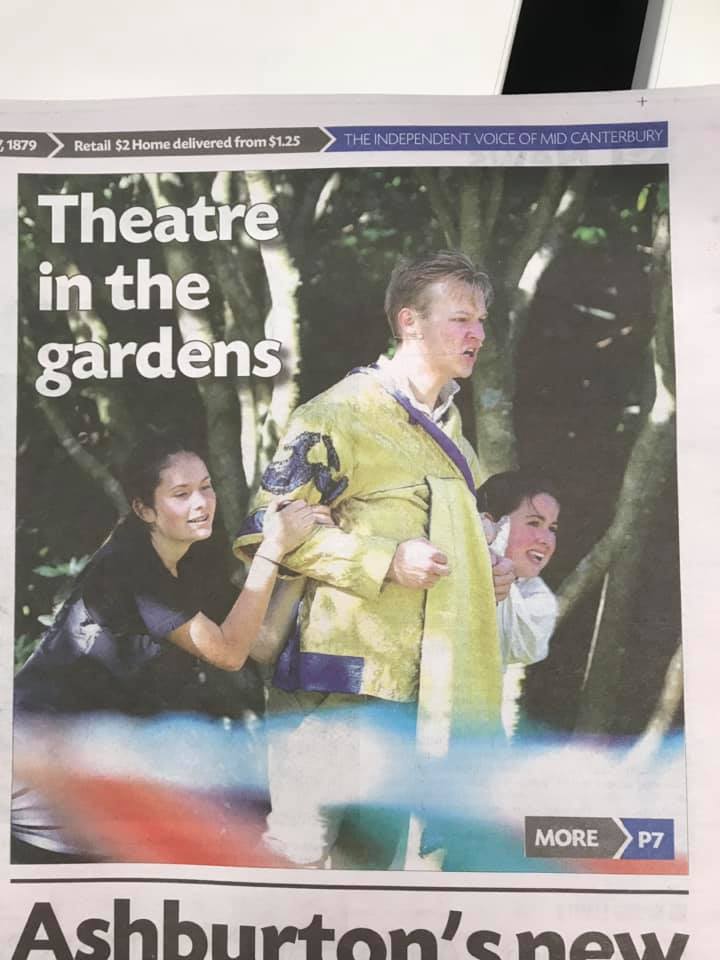 , 1879 Retail $2 Home delivered from $1.25 THE INDEPENDENT VOICE OF MID CANTERBURY
Theatre
in the
gardens
MORE P7
Ashburton's new